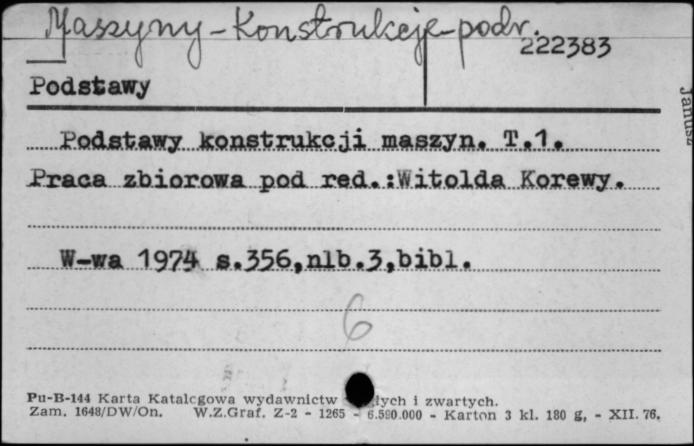 Maszyny-Konstrukcje-podr.
222383
Podstawy
Podstawy konstrukcji maszyn. T.1.
Praca zbiorowa pod red.:Witolda Korewy.
W-wa 1974 s.356,nlb.3,bibl.
6
Pu-B-144 Karta Katalogowa wydawnictw i zwartych.
Zam. 1648/DW/On. W.Z.Graf. Z-2 - 1265 - 6.590.000 - Karton 3 kl. 180 g, - XII. 76.
Janusz